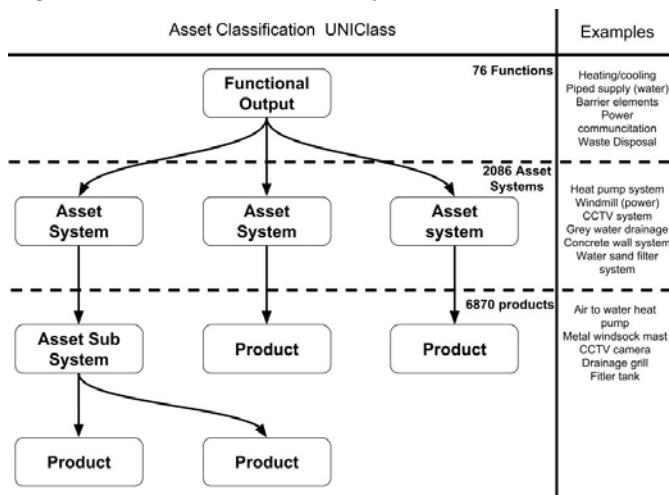 Asset Classification UNIClass
Examples
76 Functions
Functional
Output
Heating/cooling
Piped supply (water)
Barrier elements
Power
communcitation
Waste Disposal
2086 Asset
Systems
Asset
System
Asset
System
Asset
system
Heat pump system
Windmill (power)
CCTV system
Grey water drainage
Concrete wall system
Water sand filter
system
6870 products
Asset Sub
System
Product
Product
Air to water heat
pump
Metal windsock mast
CCTV camera
Drainage grill
Fitler tank
Product
Product